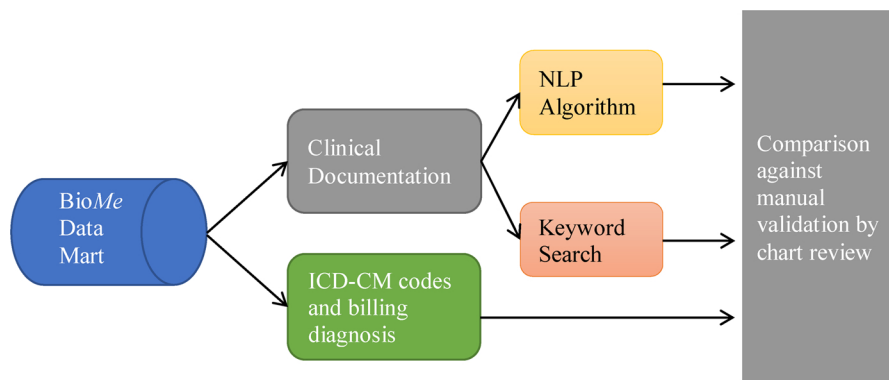 BioMe
Data
Mart
Clinical
Documentation
ICD-CM codes
and billing
diagnosis
NLP
Algorithm
Keyword
Search
Comparison
against
manual
validation by
chart review